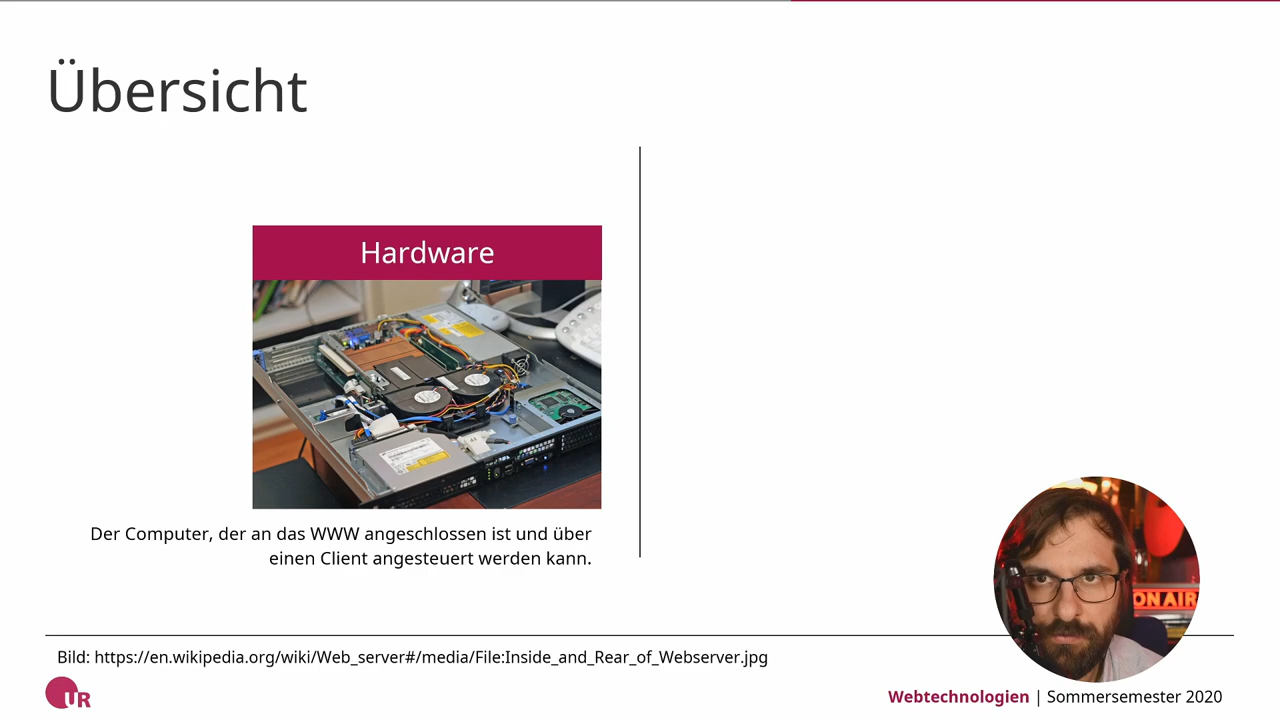 Übersicht
Hardware
Der Computer, der an das WWW angeschlossen ist und über
einen Client angesteuert werden kann.
ON AIR
Bild: https://en.wikipedia.org/wiki/Web_server#/media/File:Inside_and_Rear_of_Webserver.jpg
UR
Webtechnologien | Sommersemester 2020